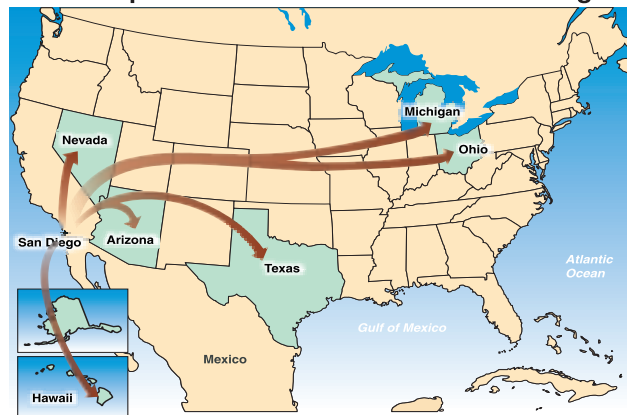 Michigan
Nevada
Ohio
San Diego
Arizona
Texas
Atlantic
Ocean
Gulf of Mexico
Mexico
Hawaii